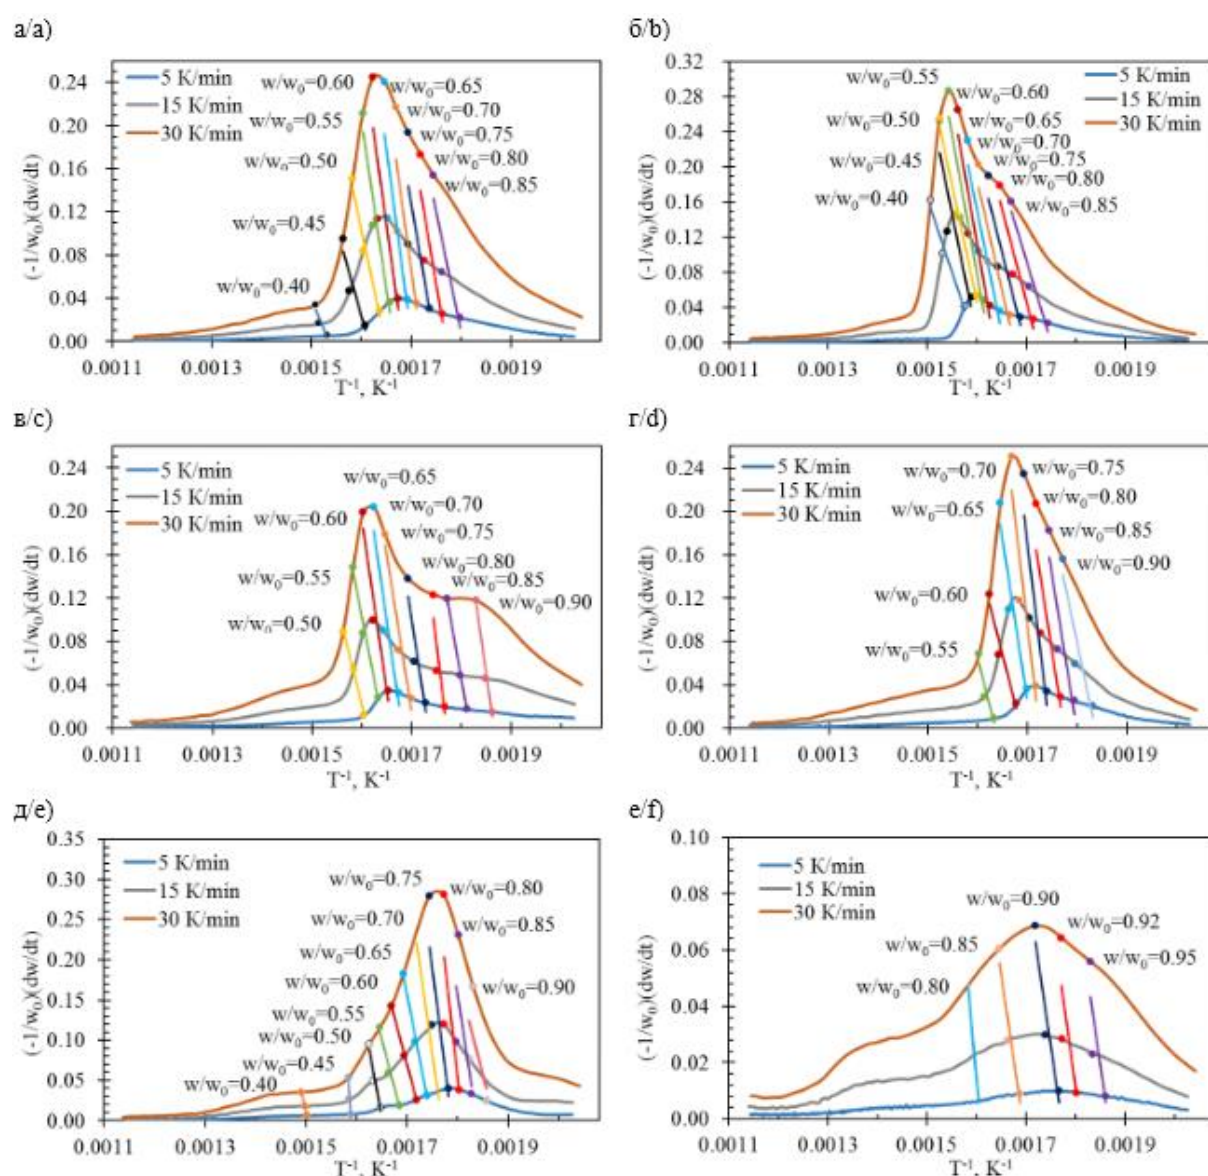 а/a)
w/w₀=0.60
w/w₀=0.65
w/w₀=0.70
w/w₀=0.55
w/w₀=0.75
w/w₀=0.50
w/w₀=0.80
w/w₀=0.85
w/w₀=0.45
w/w₀=0.40
5 K/min
15 K/min
30 K/min
(-1/w₀)(dw/dt)
0.24
0.20
0.16
0.12
0.08
0.04
0.00
0.0011
0.0013
0.0015
0.0017
0.0019
T⁻¹, K⁻¹
б/b)
w/w₀=0.55
w/w₀=0.60
w/w₀=0.50
w/w₀=0.65
w/w₀=0.70
w/w₀=0.45
w/w₀=0.75
w/w₀=0.80
w/w₀=0.40
w/w₀=0.85
5 K/min
15 K/min
30 K/min
(-1/w₀)(dw/dt)
0.32
0.28
0.24
0.20
0.16
0.12
0.08
0.04
0.00
0.0011
0.0013
0.0015
0.0017
0.0019
T⁻¹, K⁻¹
в/c)
5 K/min
15 K/min
30 K/min
w/w₀=0.65
w/w₀=0.70
w/w₀=0.60
w/w₀=0.75
w/w₀=0.80
w/w₀=0.55
w/w₀=0.85
w/w₀=0.90
w/w₀=0.50
(-1/w₀)(dw/dt)
0.24
0.20
0.16
0.12
0.08
0.04
0.00
0.0011
0.0013
0.0015
0.0017
0.0019
T⁻¹, K⁻¹
г/d)
5 K/min
15 K/min
30 K/min
w/w₀=0.70
w/w₀=0.75
w/w₀=0.80
w/w₀=0.65
w/w₀=0.85
w/w₀=0.90
w/w₀=0.60
w/w₀=0.55
(-1/w₀)(dw/dt)
0.24
0.20
0.16
0.12
0.08
0.04
0.00
0.0011
0.0013
0.0015
0.0017
0.0019
T⁻¹, K⁻¹
д/e)
5 K/min
15 K/min
30 K/min
w/w₀=0.75
w/w₀=0.80
w/w₀=0.70
w/w₀=0.85
w/w₀=0.65
w/w₀=0.60
w/w₀=0.90
w/w₀=0.55
w/w₀=0.50
w/w₀=0.45
w/w₀=0.40
(-1/w₀)(dw/dt)
0.35
0.30
0.25
0.20
0.15
0.10
0.05
0.00
0.0011
0.0013
0.0015
0.0017
0.0019
T⁻¹, K⁻¹
е/f)
5 K/min
15 K/min
30 K/min
w/w₀=0.90
w/w₀=0.92
w/w₀=0.85
w/w₀=0.95
w/w₀=0.80
(-1/w₀)(dw/dt)
0.10
0.08
0.06
0.04
0.02
0.00
0.0011
0.0013
0.0015
0.0017
0.0019
T⁻¹, K⁻¹